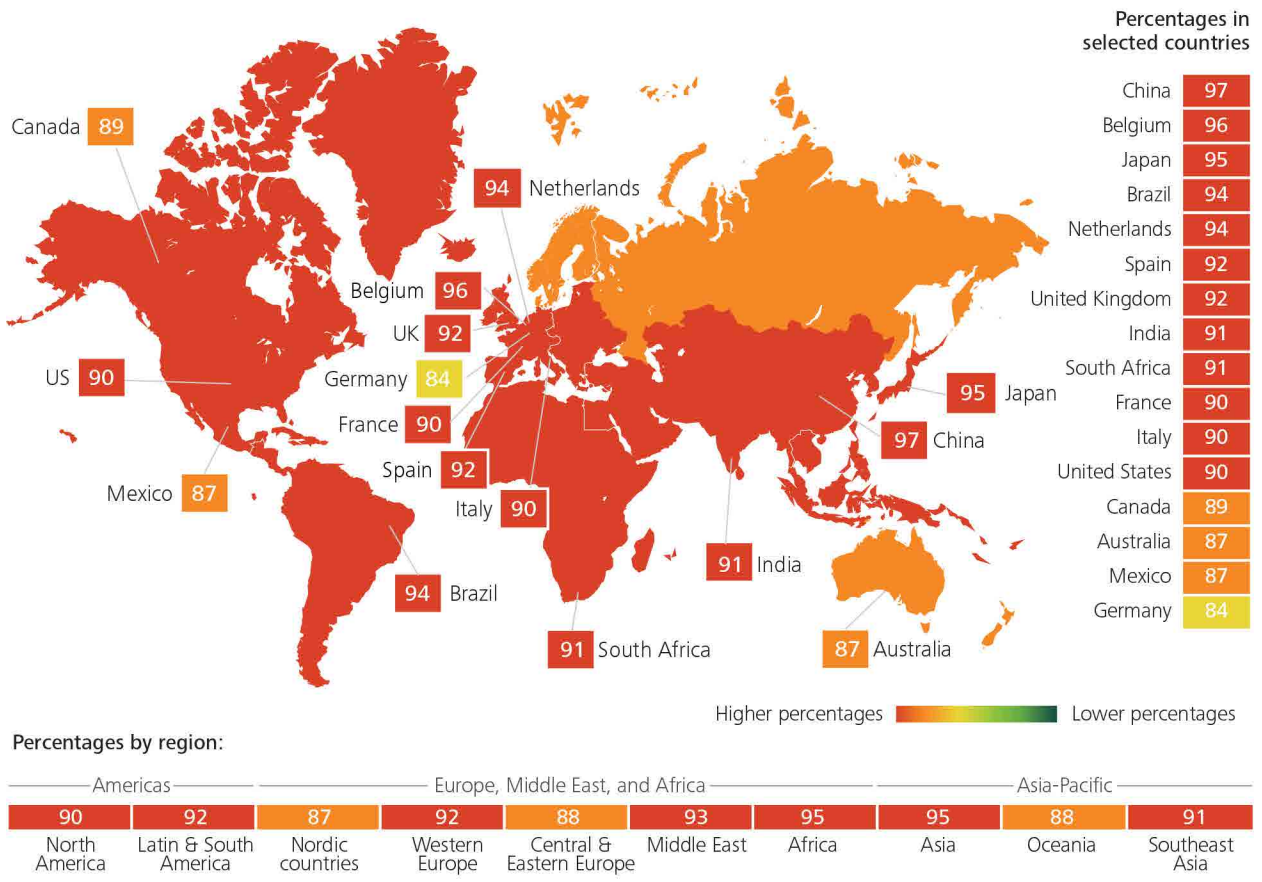 Percentages in
selected countries
China 97
Belgium 96
Japan 95
Brazil 94
Netherlands 94
Spain 92
United Kingdom 92
India 91
South Africa 91
France 90
Italy 90
United States 90
Canada 89
Australia 87
Mexico 87
Germany 84
Canada 89
94 Netherlands
Belgium 96
UK 92
US 90
Germany 84
95 Japan
France 90
97 China
Spain 92
Mexico 87
Italy 90
91 India
94 Brazil
91 South Africa
87 Australia
Higher percentages Lower percentages
Percentages by region:
Americas Europe, Middle East, and Africa Asia-Pacific
90 92 87 92 88 93 95 95 88 91
North Latin & South Nordic Western Central & Middle East Africa Asia Oceania Southeast
America America countries Europe Eastern Europe Asia